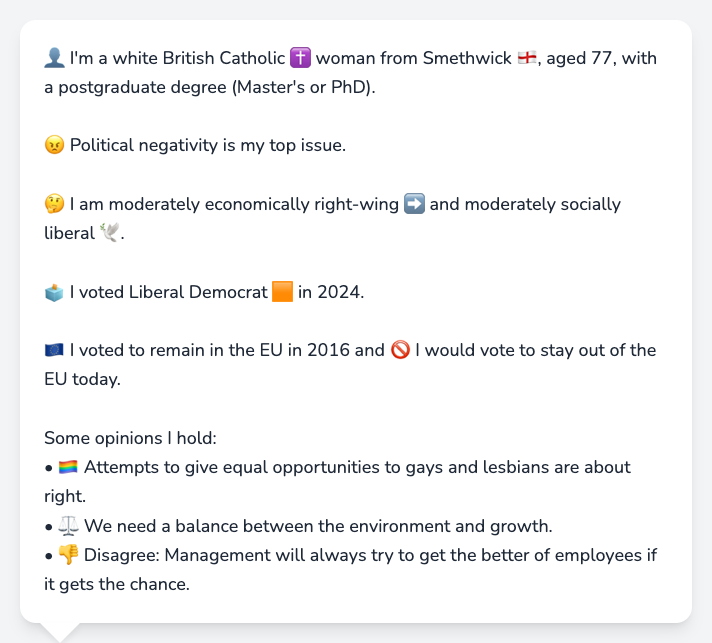 👤 I'm a white British Catholic ✝️ woman from Smethwick 🏴󠁧󠁢󠁥󠁮󠁧󠁿, aged 77, with
a postgraduate degree (Master's or PhD).
😠 Political negativity is my top issue.
🤔 I am moderately economically right-wing ➡️ and moderately socially
liberal 🕊️.
🗳️ I voted Liberal Democrat 🟧 in 2024.
🇪🇺 I voted to remain in the EU in 2016 and 🚫 I would vote to stay out of the
EU today.
Some opinions I hold:
• 🏳️‍🌈 Attempts to give equal opportunities to gays and lesbians are about
right.
• ⚖️ We need a balance between the environment and growth.
• 👎 Disagree: Management will always try to get the better of employees if
it gets the chance.